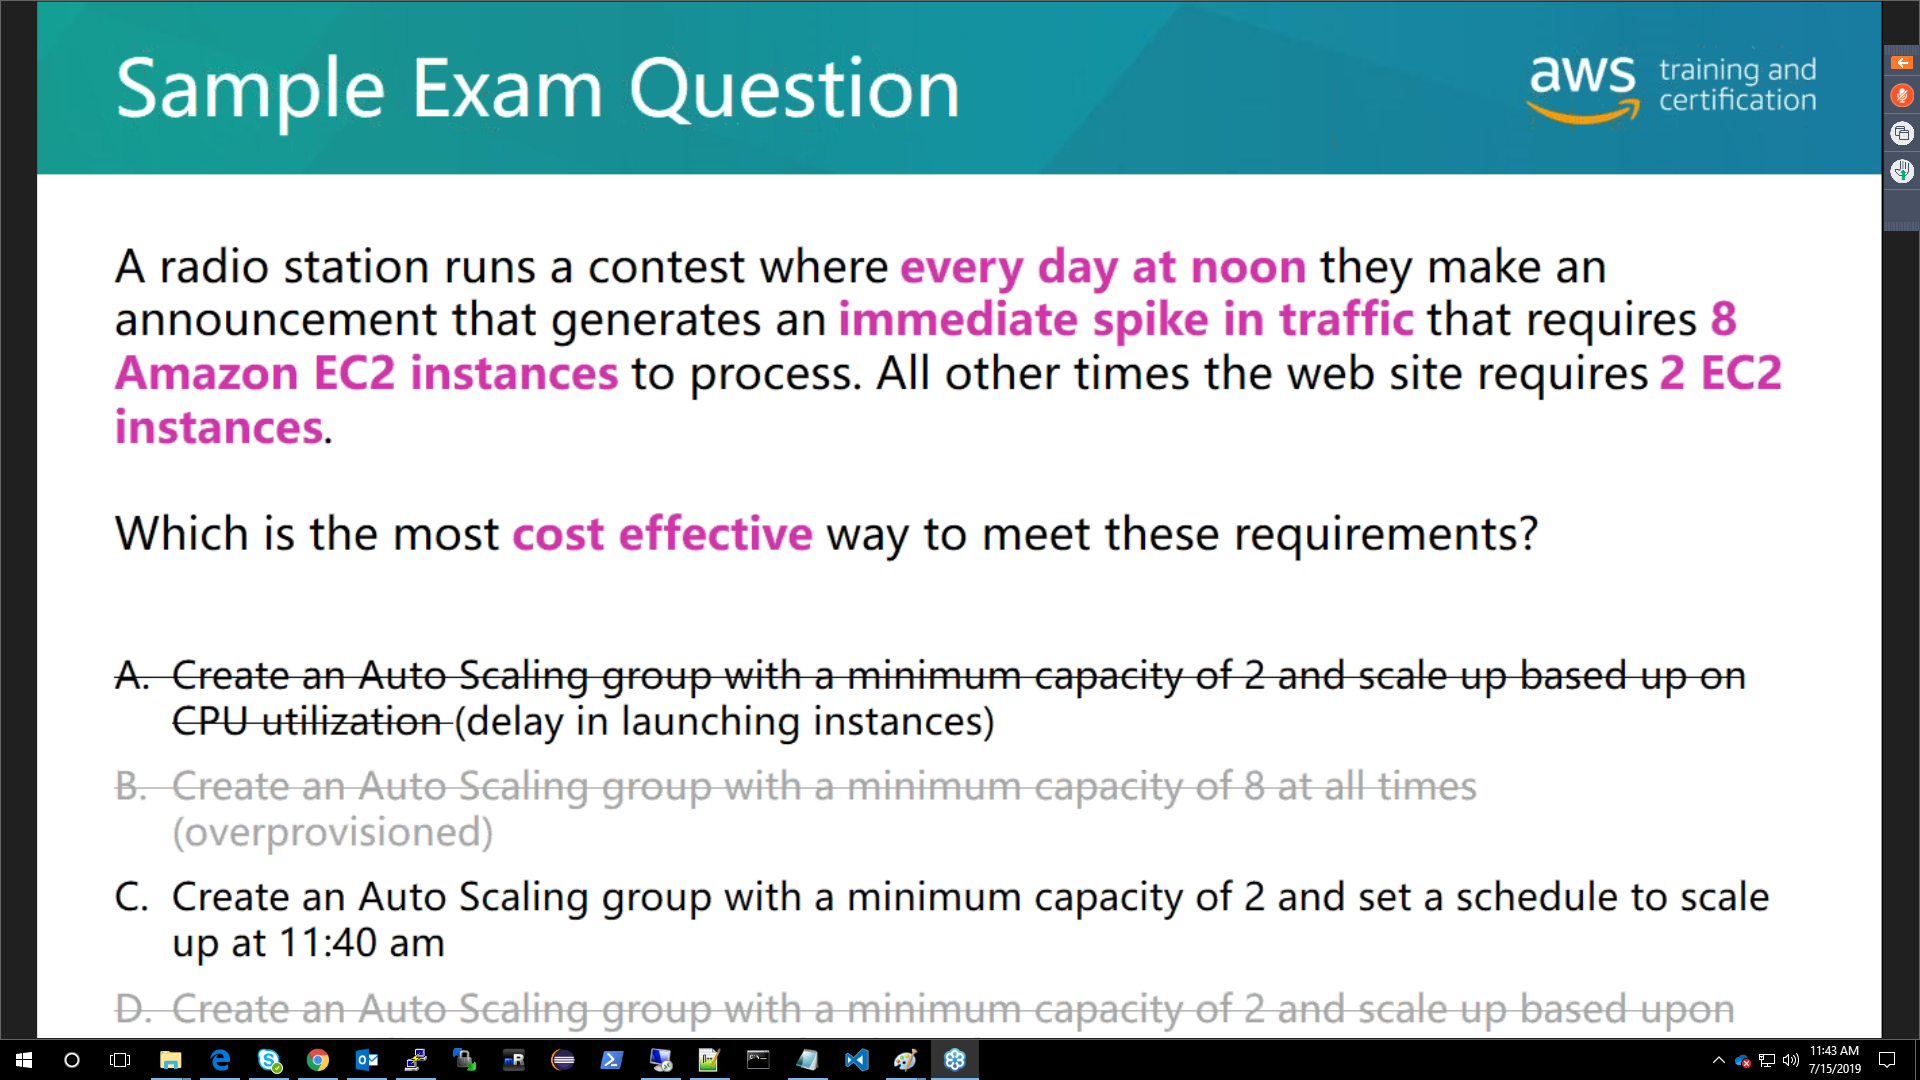 Sample Exam Question
aws training and
certification
A radio station runs a contest where every day at noon they make an
announcement that generates an immediate spike in traffic that requires 8
Amazon EC2 instances to process. All other times the web site requires 2 EC2
instances.
Which is the most cost effective way to meet these requirements?
A. Create an Auto Scaling group with a minimum capacity of 2 and scale up based up on
CPU utilization (delay in launching instances)
B. Create an Auto Scaling group with a minimum capacity of 8 at all times
(overprovisioned)
C. Create an Auto Scaling group with a minimum capacity of 2 and set a schedule to scale
up at 11:40 am
D. Create an Auto Scaling group with a minimum capacity of 2 and scale up based upon
11:43 AM
7/15/2019